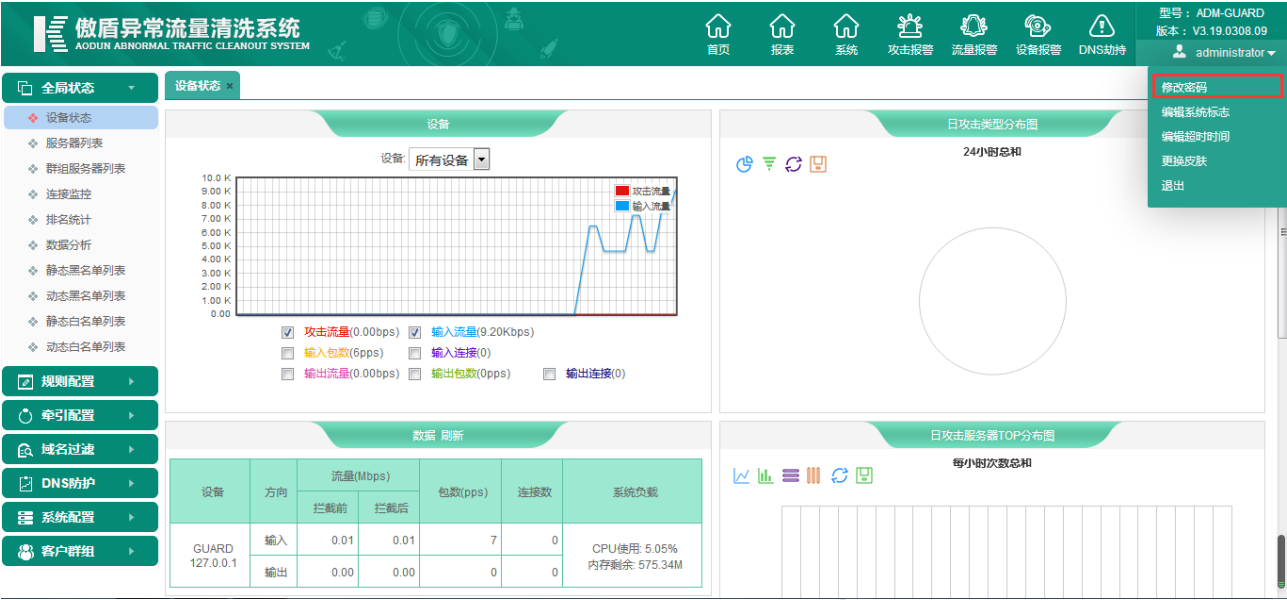 傲盾异常流量清洗系统
AODUN ABNORMAL TRAFFIC CLEANOUT SYSTEM
首页 报表 系统 攻击报警 流量报警 设备报警 DNS劫持
型号： ADM-GUARD
版本： V3.19.0308.09
administrator
修改密码
编辑系统标志
编辑超时时间
更换皮肤
退出
全局状态
设备状态
服务器列表
群组服务器列表
连接监控
排名统计
数据分析
静态黑名单列表
动态黑名单列表
静态白名单列表
动态白名单列表
规则配置
牵引配置
域名过滤
DNS防护
系统配置
客户群组
设备状态 ×
设备
设备: 所有设备
10.0 K
9.00 K
8.00 K
7.00 K
6.00 K
5.00 K
4.00 K
3.00 K
2.00 K
1.00 K
0.00
攻击流量
输入流量
攻击流量(0.00bps) 输入流量(9.20Kbps)
输入包数(6pps) 输入连接(0)
输出流量(0.00bps) 输出包数(0pps) 输出连接(0)
日攻击类型分布图
24小时总和
数据 刷新
设备 方向 流量(Mbps) 包数(pps) 连接数 系统负载
拦截前 拦截后
GUARD
127.0.0.1
输入 0.01 0.01 7 0
输出 0.00 0.00 0 0
CPU使用: 5.05%
内存剩余: 575.34M
日攻击服务器TOP分布图
每小时次数总和